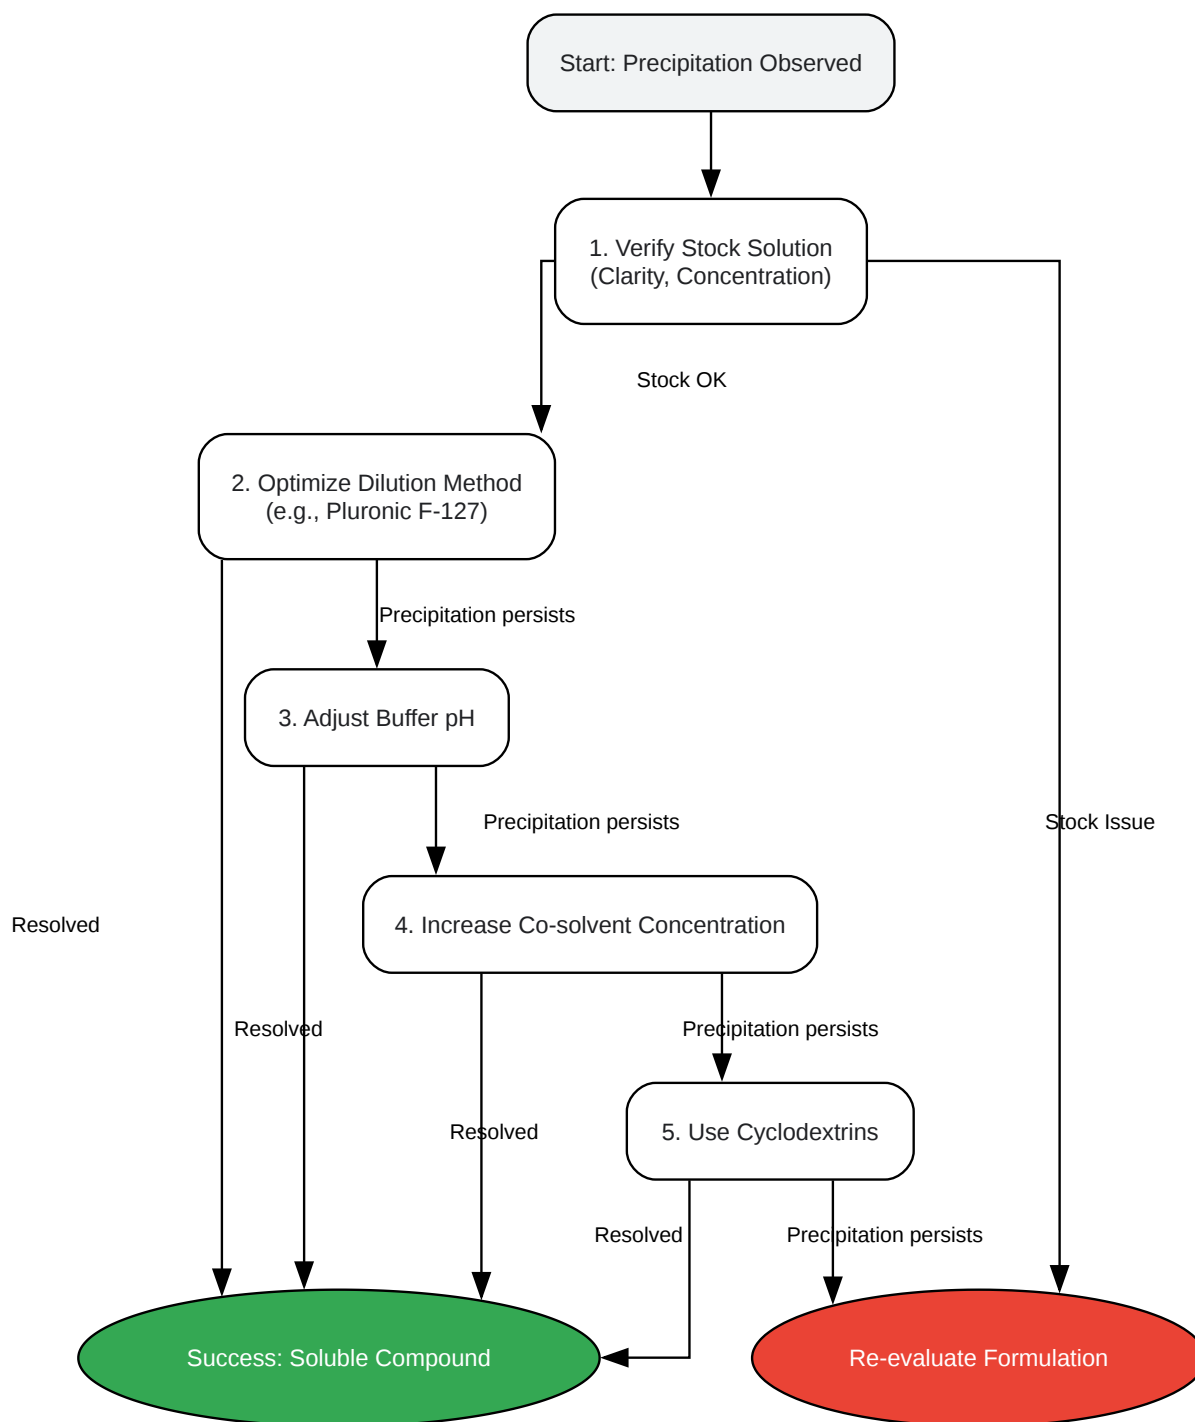 Start: Precipitation Observed
1. Verify Stock Solution
(Clarity, Concentration)
Stock OK
2. Optimize Dilution Method
(e.g., Pluronic F-127)
Precipitation persists
3. Adjust Buffer pH
Precipitation persists
Stock Issue
4. Increase Co-solvent Concentration
Resolved
Resolved
Precipitation persists
5. Use Cyclodextrins
Resolved
Resolved
Precipitation persists
Success: Soluble Compound
Re-evaluate Formulation